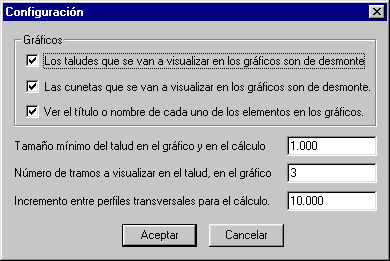 Configuración
Gráficos
Los taludes que se van a visualizar en los gráficos son de desmonte
Las cunetas que se van a visualizar en los gráficos son de desmonte.
Ver el título o nombre de cada uno de los elementos en los gráficos.
Tamaño mínimo del talud en el gráfico y en el cálculo 1.000
Número de tramos a visualizar en el talud, en el gráfico 3
Incremento entre perfiles transversales para el cálculo. 10.000
Aceptar Cancelar